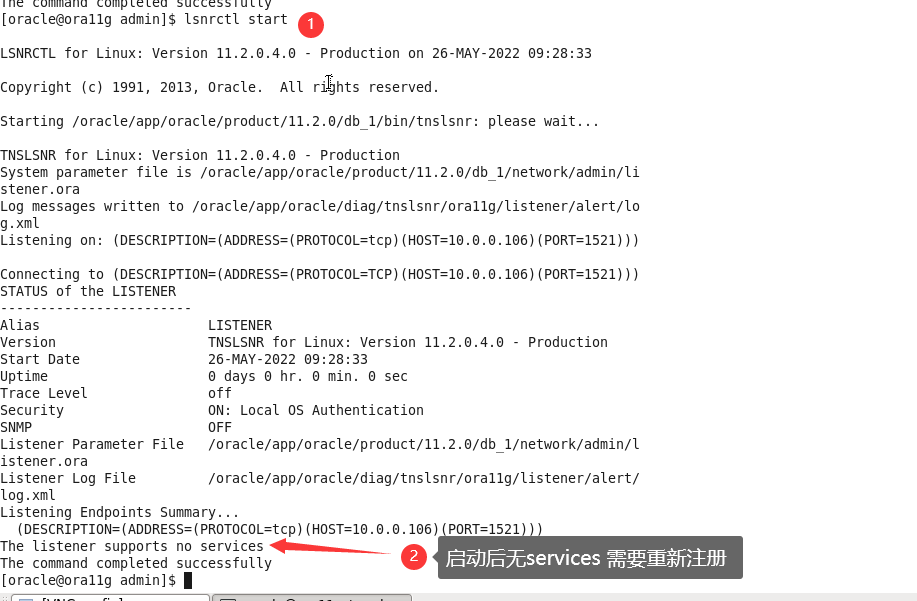 The command completed successfully
[oracle@ora11g admin]$ lsnrctl start
1
LSNRCTL for Linux: Version 11.2.0.4.0 - Production on 26-MAY-2022 09:28:33
Copyright (c) 1991, 2013, Oracle.  All rights reserved.
Starting /oracle/app/oracle/product/11.2.0/db_1/bin/tnslsnr: please wait...
TNSLSNR for Linux: Version 11.2.0.4.0 - Production
System parameter file is /oracle/app/oracle/product/11.2.0/db_1/network/admin/li
stener.ora
Log messages written to /oracle/app/oracle/diag/tnslsnr/ora11g/listener/alert/lo
g.xml
Listening on: (DESCRIPTION=(ADDRESS=(PROTOCOL=tcp)(HOST=10.0.0.106)(PORT=1521)))
Connecting to (DESCRIPTION=(ADDRESS=(PROTOCOL=TCP)(HOST=10.0.0.106)(PORT=1521)))
STATUS of the LISTENER
------------------------
Alias                     LISTENER
Version                   TNSLSNR for Linux: Version 11.2.0.4.0 - Production
Start Date                26-MAY-2022 09:28:33
Uptime                    0 days 0 hr. 0 min. 0 sec
Trace Level               off
Security                  ON: Local OS Authentication
SNMP                      OFF
Listener Parameter File   /oracle/app/oracle/product/11.2.0/db_1/network/admin/l
istener.ora
Listener Log File         /oracle/app/oracle/diag/tnslsnr/ora11g/listener/alert/
log.xml
Listening Endpoints Summary...
  (DESCRIPTION=(ADDRESS=(PROTOCOL=tcp)(HOST=10.0.0.106)(PORT=1521)))
The listener supports no services
2 启动后无services 需要重新注册
The command completed successfully
[oracle@ora11g admin]$